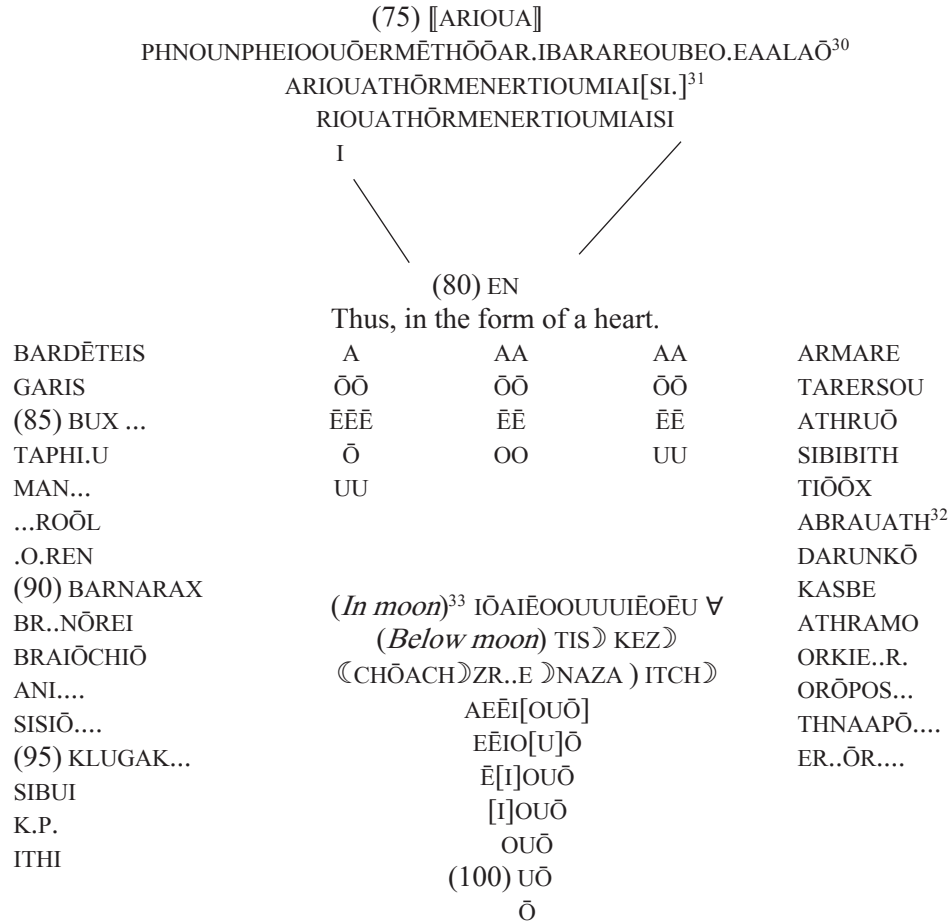 (75) ⟦ARIOUA⟧
PHNOUNPHEIOOUŌERMĒTHŌŌAR.IBARAREOUBEO.EAALAŌ30
ARIOUATHŌRMENERTIOUMIAI[SI.]31
RIOUATHŌRMENERTIOUMIAISI
I
(80) EN
Thus, in the form of a heart.
BARDĒTEIS A AA AA ARMARE
GARIS ŌŌ ŌŌ ŌŌ TARERSOU
(85) BUX ... ĒĒĒ ĒĒ ĒĒ ATHRUŌ
TAPHI.U Ō OO UU SIBIBITH
MAN... UU TIŌŌX
...ROŌL ABRAUATH32
.O.REN DARUNKŌ
(90) BARNARAX KASBE
(In moon)33 IŌAIĒOOUUUIĒOĒU ∀
BR..NŌREI ATHRAMO
(Below moon) TIS☽ KEZ☽
BRAIŌCHIŌ ORKIE..R.
☾CHŌACH☽ZR..E ☽NAZA ) ITCH☽
ANI.... ORŌPOS...
AEĒI[OUŌ]
SISIŌ.... THNAAPŌ....
EĒIO[U]Ō
(95) KLUGAK... ER..ŌR....
Ē[I]OUŌ
SIBUI
[I]OUŌ
K.P.
OUŌ
ITHI
(100) UŌ
Ō